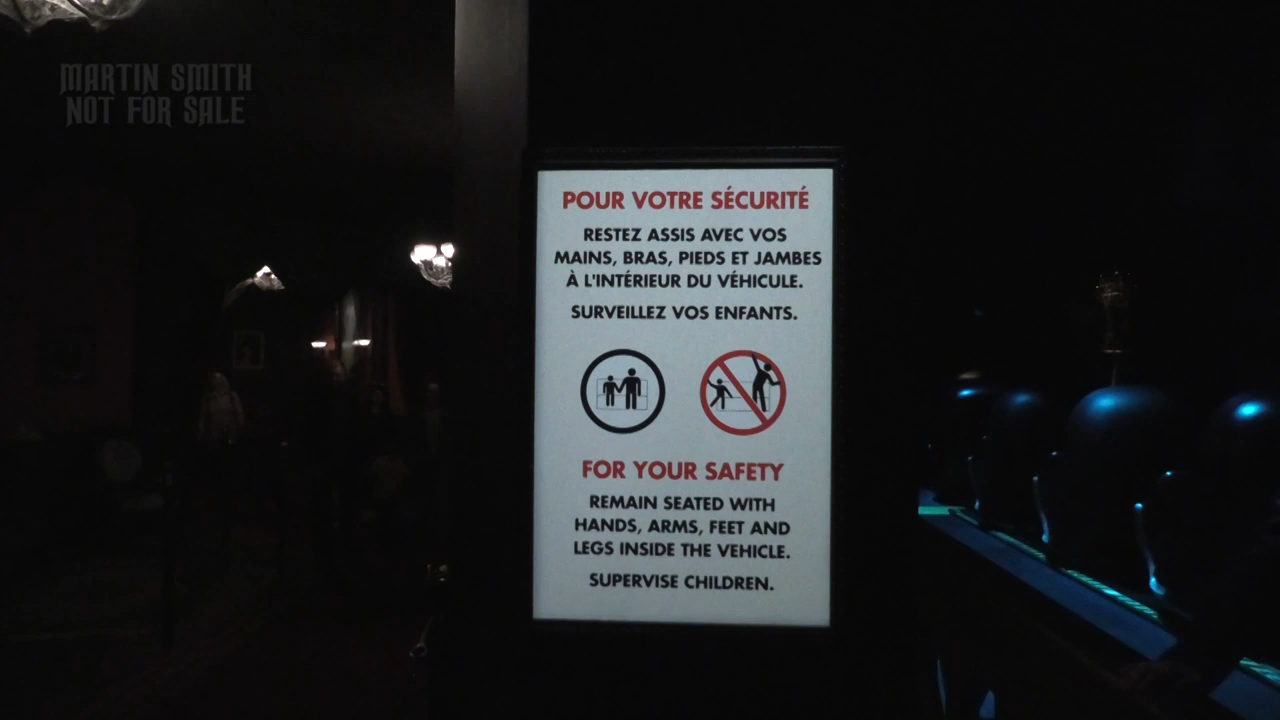 MARTIN SMITH
NOT FOR SALE
POUR VOTRE SÉCURITÉ
RESTEZ ASSIS AVEC VOS
MAINS, BRAS, PIEDS ET JAMBES
À L'INTÉRIEUR DU VÉHICULE.
SURVEILLEZ VOS ENFANTS.
FOR YOUR SAFETY
REMAIN SEATED WITH
HANDS, ARMS, FEET AND
LEGS INSIDE THE VEHICLE.
SUPERVISE CHILDREN.